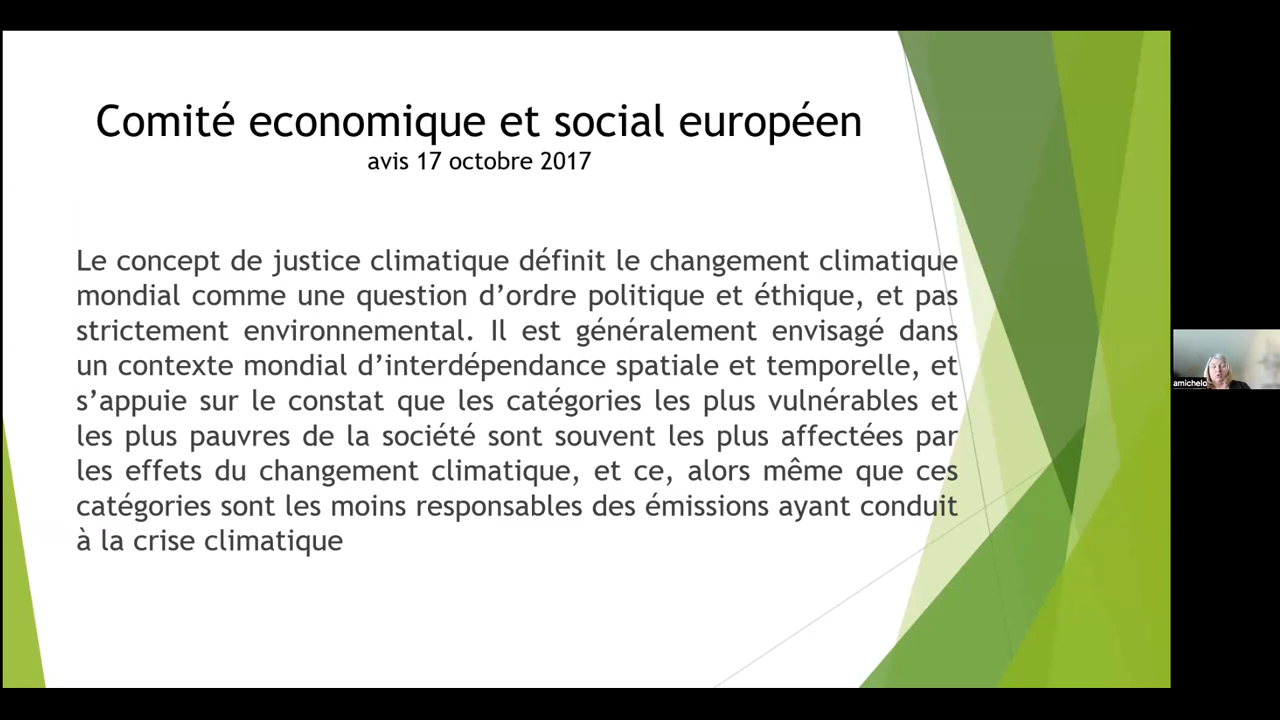 Comité economique et social européen
avis 17 octobre 2017
Le concept de justice climatique définit le changement climatique
mondial comme une question d’ordre politique et éthique, et pas
strictement environnemental. Il est généralement envisagé dans
un contexte mondial d’interdépendance spatiale et temporelle, et
s’appuie sur le constat que les catégories les plus vulnérables et
les plus pauvres de la société sont souvent les plus affectées par
les effets du changement climatique, et ce, alors même que ces
catégories sont les moins responsables des émissions ayant conduit
à la crise climatique
amichelo